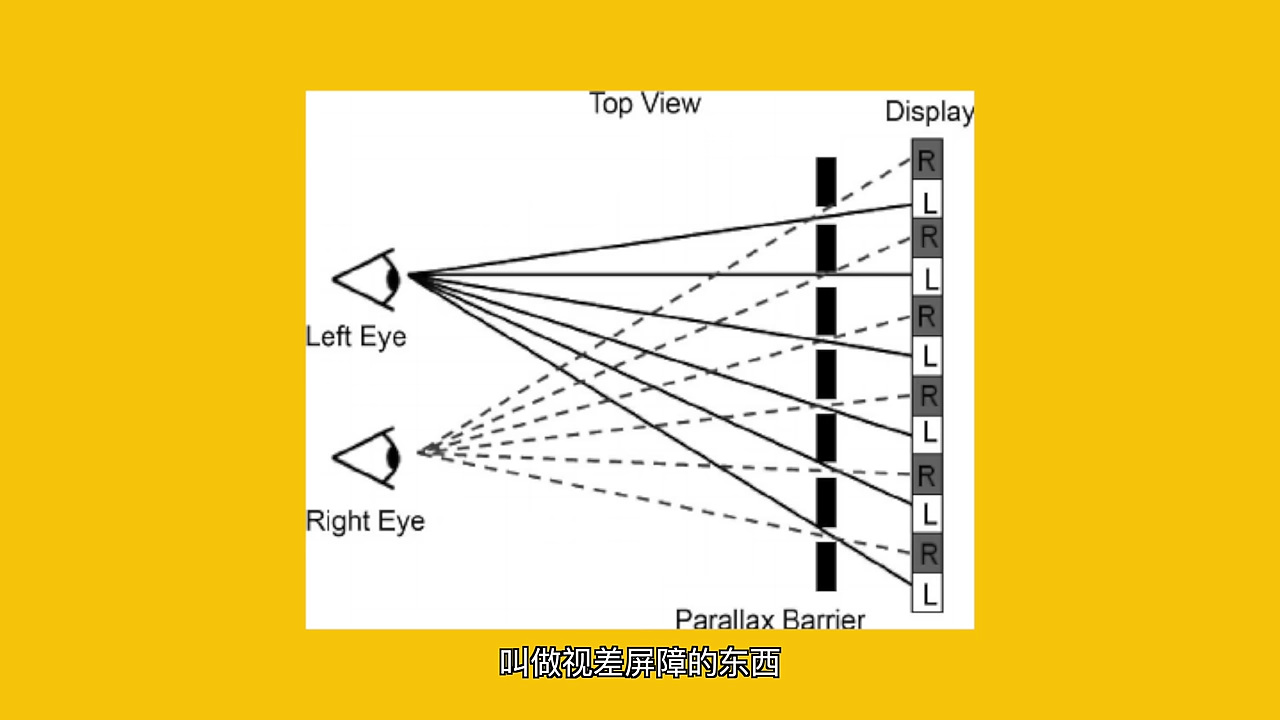 Top View
Display
R
L
R
L
R
L
R
L
R
L
R
L
Left Eye
Right Eye
Parallax Barrier
叫做视差屏障的东西